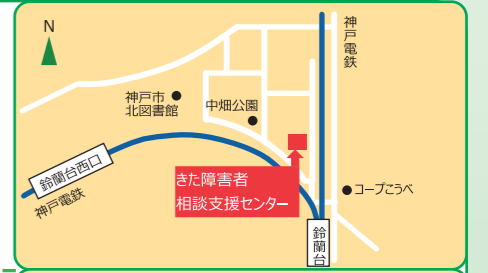 N
神戸電鉄
神戸市
北図書館
中畑公園
鈴蘭台西口
神戸電鉄
きた障害者
相談支援センター
コープこうべ
鈴蘭台